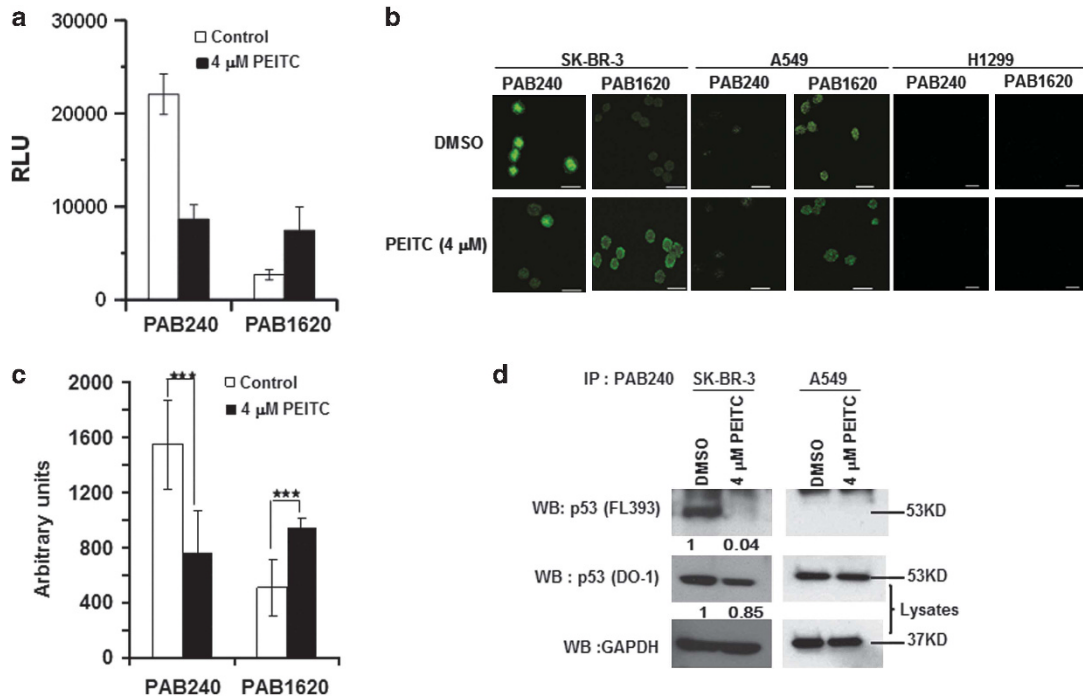 a
30000
20000
10000
0
RLU
Control
4 µM PEITC
PAB240 PAB1620
b
SK-BR-3 A549 H1299
PAB240 PAB1620 PAB240 PAB1620 PAB240 PAB1620
DMSO
PEITC (4 µM)
c
2000
1600
1200
800
400
0
Arbitrary units
★★★
Control
4 µM PEITC
★★★
PAB240 PAB1620
d
IP : PAB240 SK-BR-3 A549
DMSO 4 µM PEITC DMSO 4 µM PEITC
WB: p53 (FL393) 53KD
1 0.04
WB : p53 (DO-1) 53KD
1 0.85
Lysates
WB :GAPDH 37KD